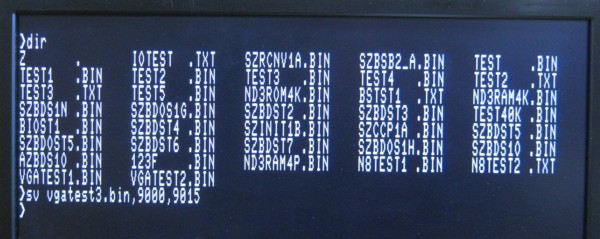 >dir
Z       .       IOTEST  .TXT    SZRCNV1A.BIN    SZBSB2_A.BIN    TEST    .BIN
TEST1   .BIN    TEST2   .BIN    TEST3   .BIN    TEST4   .BIN    TEST2   .TXT
TEST3   .TXT    TEST5   .BIN    ND3ROM4K.BIN    BSTST1  .TXT    ND3RAM4K.BIN
SZBDS1N .BIN    SZBDOS1G.BIN    SZBDST2 .BIN    SZBDST3 .BIN    TEST40K .BIN
BIOST1  .BIN    SZBDST4 .BIN    SZINIT1B.BIN    SZCCP1A .BIN    SZBDST5 .BIN
SZBDOST5.BIN    SZBDST6 .BIN    SZBDST7 .BIN    SZBDOS1H.BIN    SZBDS1O .BIN
AZBDS1O .BIN    123F    .BIN    ND3RAM4P.BIN    N8TEST1 .BIN    N8TEST2 .TXT
VGATEST1.BIN    VGATEST2.BIN
>sv vgatest3.bin,9000,9015
>